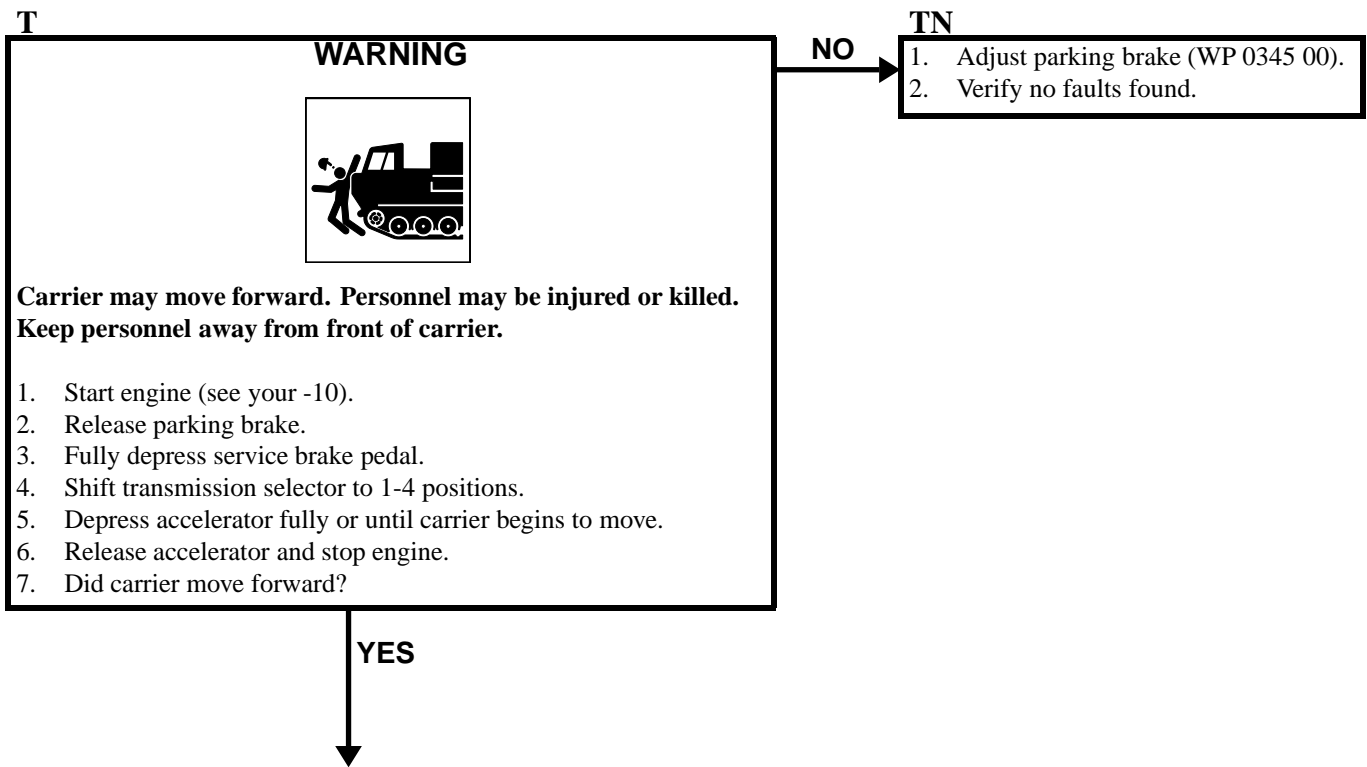 T
WARNING
Carrier may move forward. Personnel may be injured or killed.
Keep personnel away from front of carrier.
1. Start engine (see your -10).
2. Release parking brake.
3. Fully depress service brake pedal.
4. Shift transmission selector to 1-4 positions.
5. Depress accelerator fully or until carrier begins to move.
6. Release accelerator and stop engine.
7. Did carrier move forward?
NO
TN
1. Adjust parking brake (WP 0345 00).
2. Verify no faults found.
YES